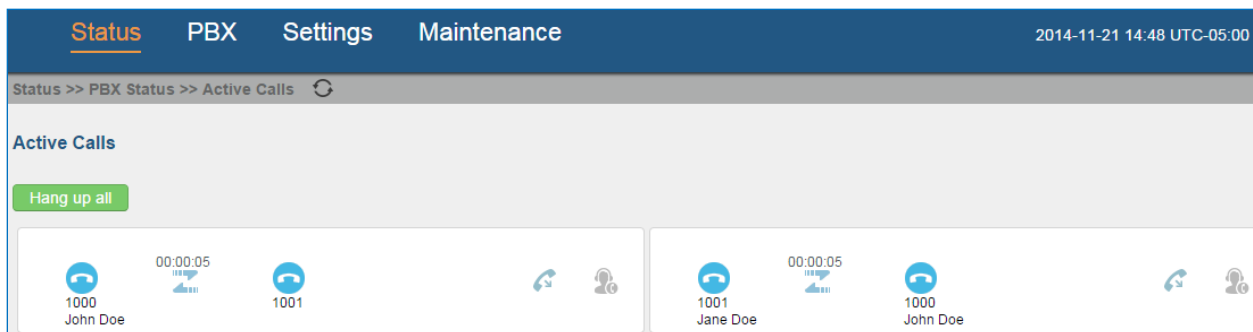 Status PBX Settings Maintenance 2014-11-21 14:48 UTC-05:00
Status >> PBX Status >> Active Calls
Active Calls
Hang up all
00:00:05 00:00:05
1000 1001 1001 1000
John Doe Jane Doe John Doe